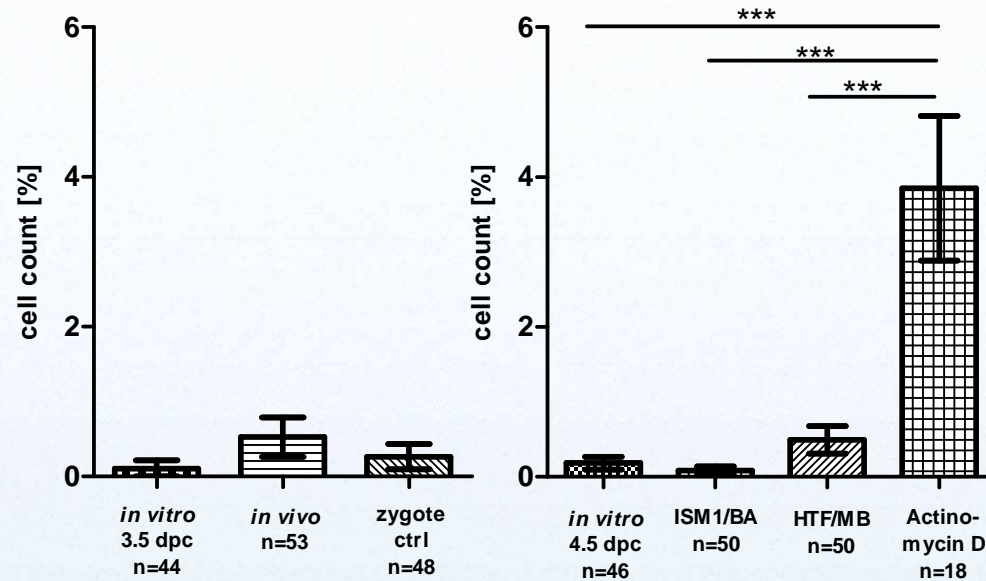 6
4
2
0
cell count [%]
in vitro
3.5 dpc
n=44
in vivo
n=53
zygote
ctrl
n=48
6
4
2
0
cell count [%]
***
***
***
in vitro
4.5 dpc
n=46
ISM1/BA
n=50
HTF/MB
n=50
Actino-
mycin D
n=18